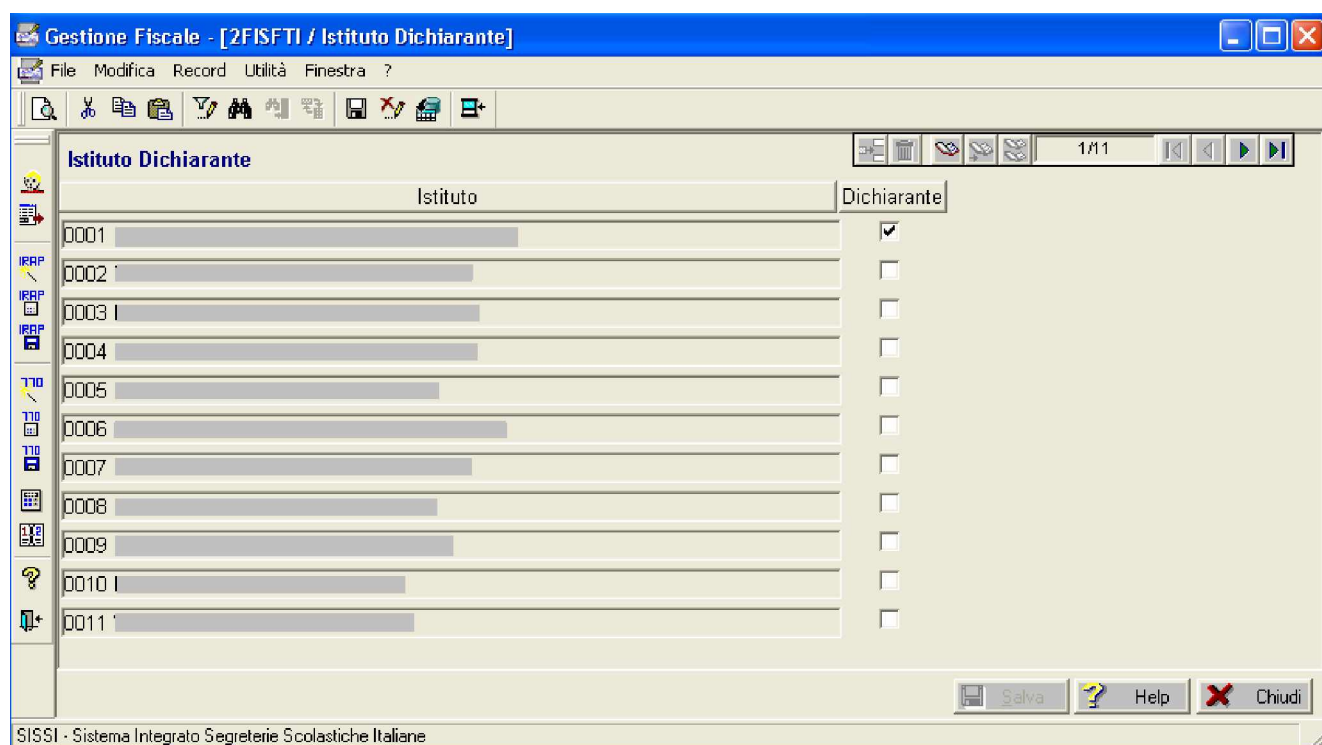 Gestione Fiscale - [2FISFTI / Istituto Dichiarante]
File Modifica Record Utilità Finestra ?
Istituto Dichiarante
1/11
Istituto Dichiarante
0001
0002
0003
IRAP
0004
IRAP
IRAP
0005
770
0006
770
770
0007
0008
0009
0010
0011
Salva Help Chiudi
SISSI - Sistema Integrato Segreterie Scolastiche Italiane